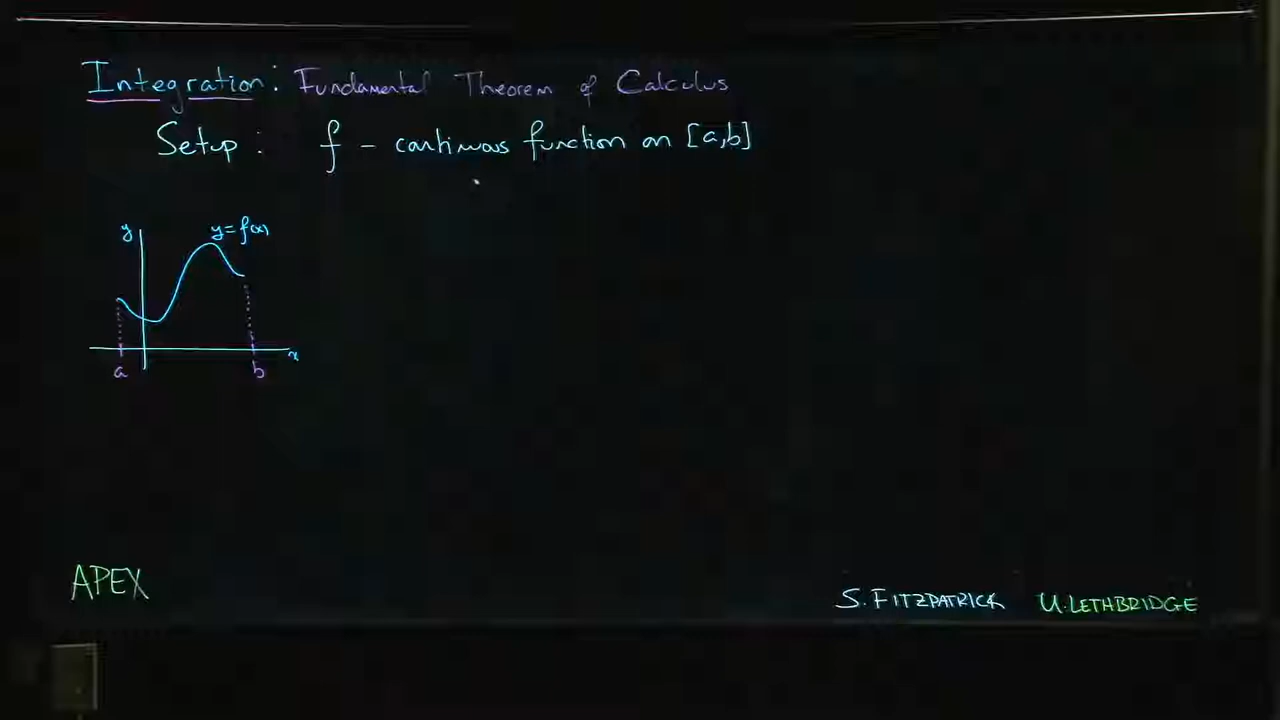 Integration: Fundamental Theorem of Calculus
Setup: f - continuous function on [a,b]
y
y=f(x)
x
a
b
APEX
S.FITZPATRICK U.LETHBRIDGE